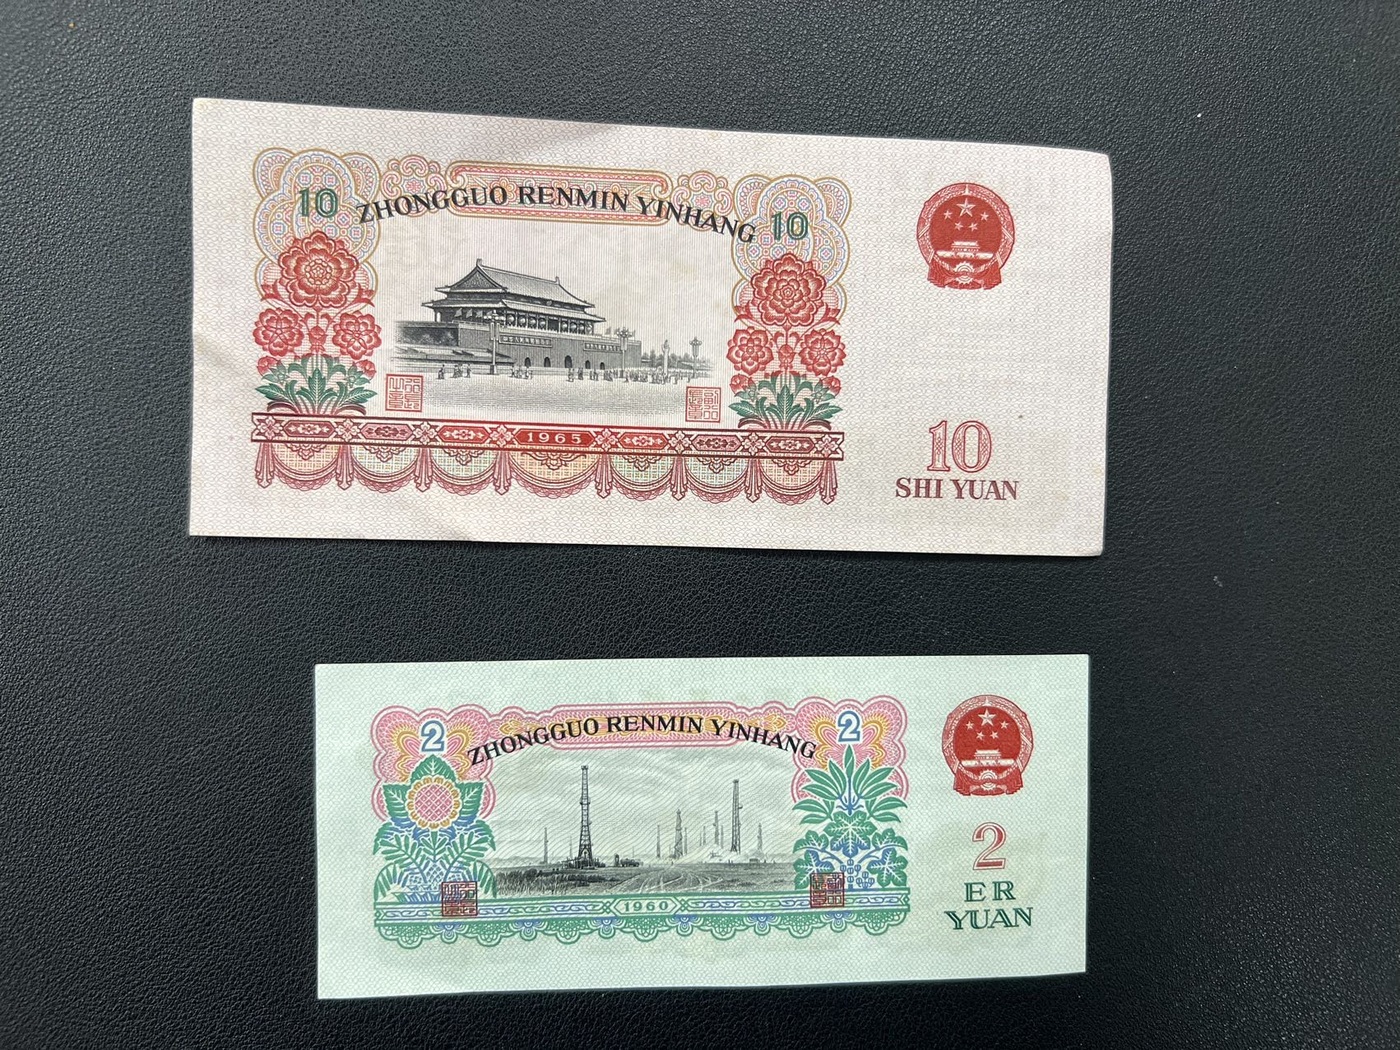 10 ZHONGGUO RENMIN YINHANG 10
1965
10
SHI YUAN
2 ZHONGGUO RENMIN YINHANG 2
1960
2
ER
YUAN